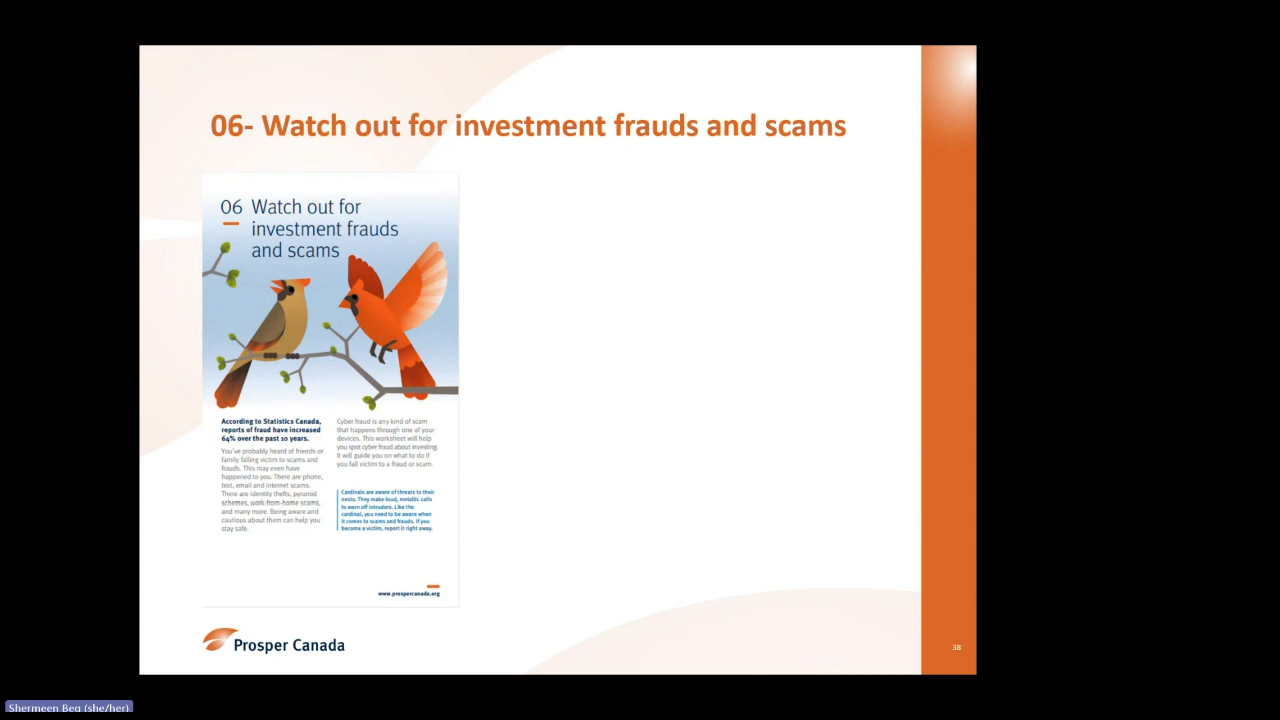 06- Watch out for investment frauds and scams
06 Watch out for
investment frauds
and scams
According to Statistics Canada,
reports of fraud have increased
64% over the past 10 years.
You've probably heard of friends or
family falling victim to scams and
frauds. This may even have
happened to you. There are phone,
text, email and internet scams.
There are identity thefts, pyramid
schemes, work-from-home scams,
and many more. Being aware and
cautious about them can help you
stay safe.
Cyber fraud is any kind of scam
that happens through one of your
devices. This worksheet will help
you spot cyber fraud about investing.
It will guide you on what to do if
you fall victim to a fraud or scam.
Cardinals are aware of threats to their
nests. They make loud, metallic calls
to warn off intruders. Like the
cardinal, you need to be aware when
it comes to scams and frauds. If you
become a victim, report it right away.
www.prospercanada.org
Prosper Canada
38
Shermeen Beg (she/her)